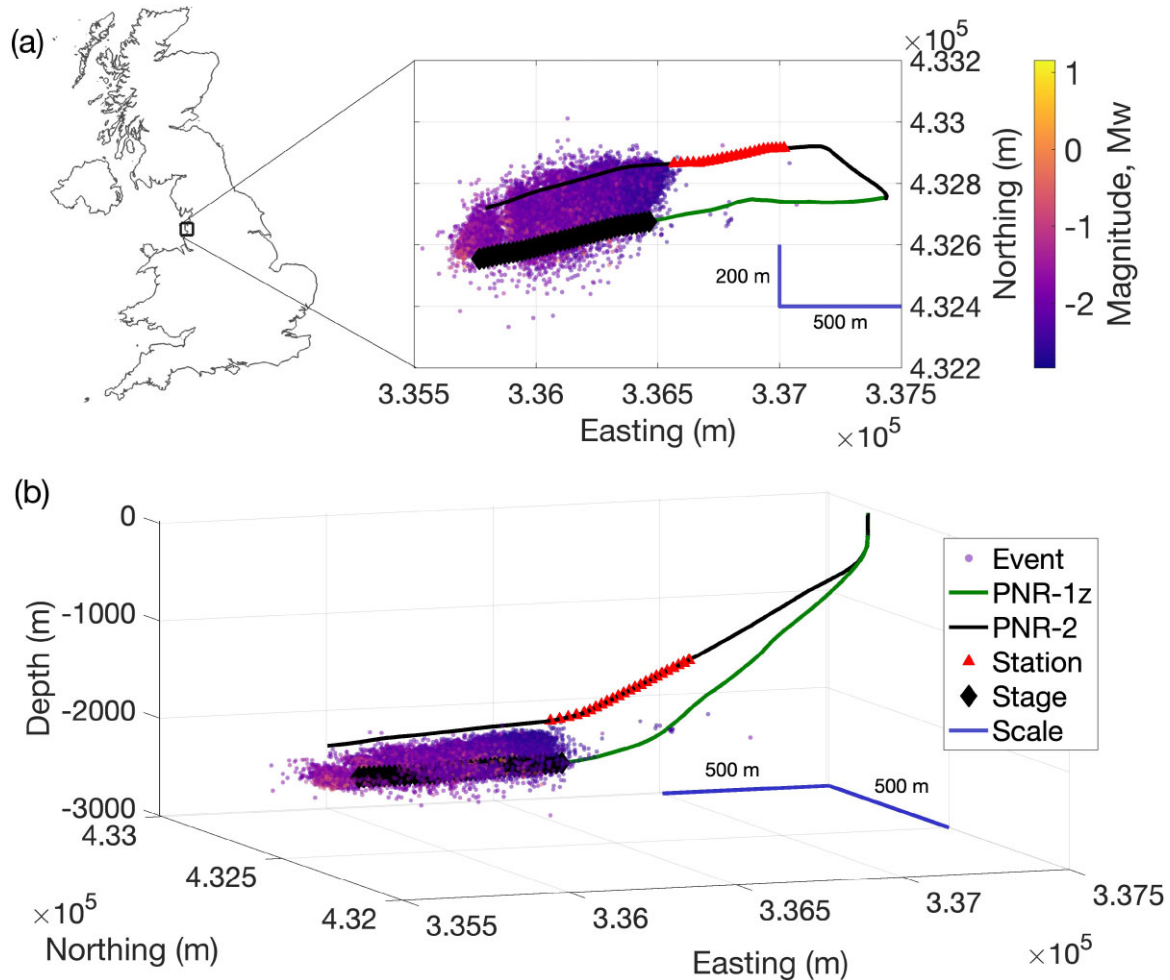 (a)
×10⁵
4.332
4.33
4.328
4.326
4.324
4.322
Northing (m)
200 m
500 m
3.355
3.36
3.365
3.37
3.375
Easting (m)
×10⁵
1
0
-1
-2
Magnitude, Mw
(b)
0
-1000
-2000
-3000
Depth (m)
4.33
4.325
4.32
×10⁵
Northing (m)
3.355
3.36
3.365
3.37
3.375
×10⁵
Easting (m)
500 m
500 m
Event
PNR-1z
PNR-2
Station
Stage
Scale